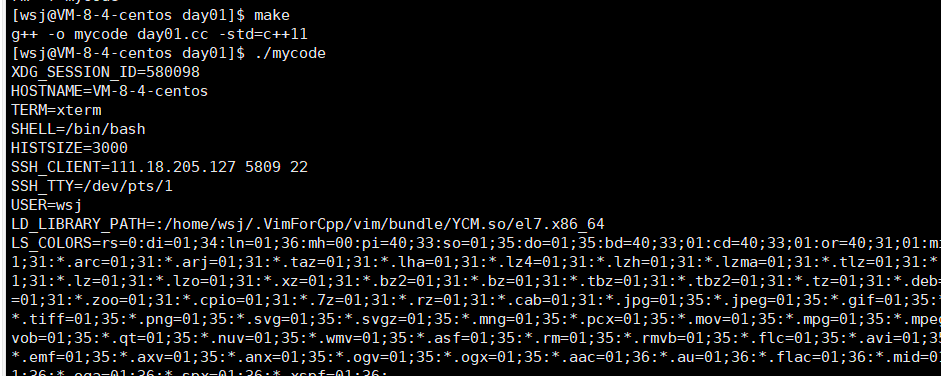 [wsj@VM-8-4-centos day01]$ make
g++ -o mycode day01.cc -std=c++11
[wsj@VM-8-4-centos day01]$ ./mycode
XDG_SESSION_ID=580098
HOSTNAME=VM-8-4-centos
TERM=xterm
SHELL=/bin/bash
HISTSIZE=3000
SSH_CLIENT=111.18.205.127 5809 22
SSH_TTY=/dev/pts/1
USER=wsj
LD_LIBRARY_PATH=:/home/wsj/.VimForCpp/vim/bundle/YCM.so/el7.x86_64
LS_COLORS=rs=0:di=01;34:ln=01;36:mh=00:pi=40;33:so=01;35:do=01;35:bd=40;33;01:cd=40;33;01:or=40;31;01:mi
1;31:*.arc=01;31:*.arj=01;31:*.taz=01;31:*.lha=01;31:*.lz4=01;31:*.lzh=01;31:*.lzma=01;31:*.tlz=01;31:*
1;31:*.lz=01;31:*.lzo=01;31:*.xz=01;31:*.bz2=01;31:*.bz=01;31:*.tbz=01;31:*.tbz2=01;31:*.tz=01;31:*.deb=
=01;31:*.zoo=01;31:*.cpio=01;31:*.7z=01;31:*.rz=01;31:*.cab=01;31:*.jpg=01;35:*.jpeg=01;35:*.gif=01;35:
*.tiff=01;35:*.png=01;35:*.svg=01;35:*.svgz=01;35:*.mng=01;35:*.pcx=01;35:*.mov=01;35:*.mpg=01;35:*.mpeg
vob=01;35:*.qt=01;35:*.nuv=01;35:*.wmv=01;35:*.asf=01;35:*.rm=01;35:*.rmvb=01;35:*.flc=01;35:*.avi=01;35
*.emf=01;35:*.axv=01;35:*.anx=01;35:*.ogv=01;35:*.ogx=01;35:*.aac=01;36:*.au=01;36:*.flac=01;36:*.mid=01
1;36:*.oga=01;36:*.spx=01;36:*.xspf=01;36: